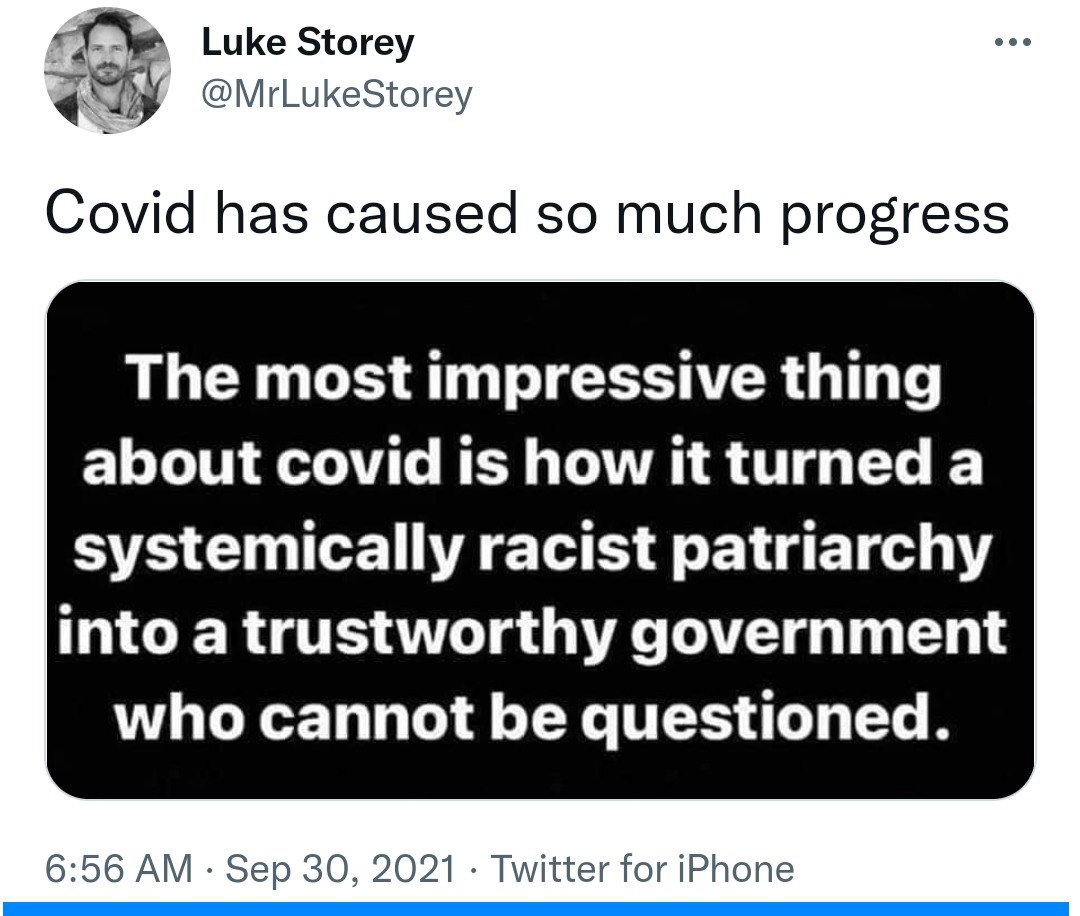 Luke Storey
@MrLukeStorey
Covid has caused so much progress
The most impressive thing
about covid is how it turned a
systemically racist patriarchy
into a trustworthy government
who cannot be questioned.
6:56 AM · Sep 30, 2021 · Twitter for iPhone